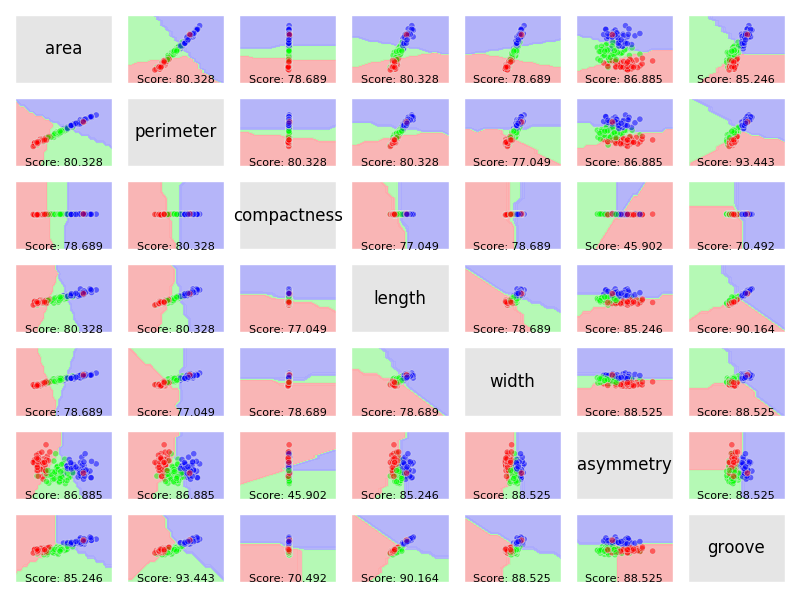 area
Score: 80.328
Score: 78.689
Score: 80.328
Score: 78.689
Score: 86.885
Score: 85.246
Score: 80.328
perimeter
Score: 80.328
Score: 80.328
Score: 77.049
Score: 86.885
Score: 93.443
Score: 78.689
Score: 80.328
compactness
Score: 77.049
Score: 78.689
Score: 45.902
Score: 70.492
Score: 80.328
Score: 80.328
Score: 77.049
length
Score: 78.689
Score: 85.246
Score: 90.164
Score: 78.689
Score: 77.049
Score: 78.689
Score: 78.689
width
Score: 88.525
Score: 88.525
Score: 86.885
Score: 86.885
Score: 45.902
Score: 85.246
Score: 88.525
asymmetry
Score: 88.525
Score: 85.246
Score: 93.443
Score: 70.492
Score: 90.164
Score: 88.525
Score: 88.525
groove